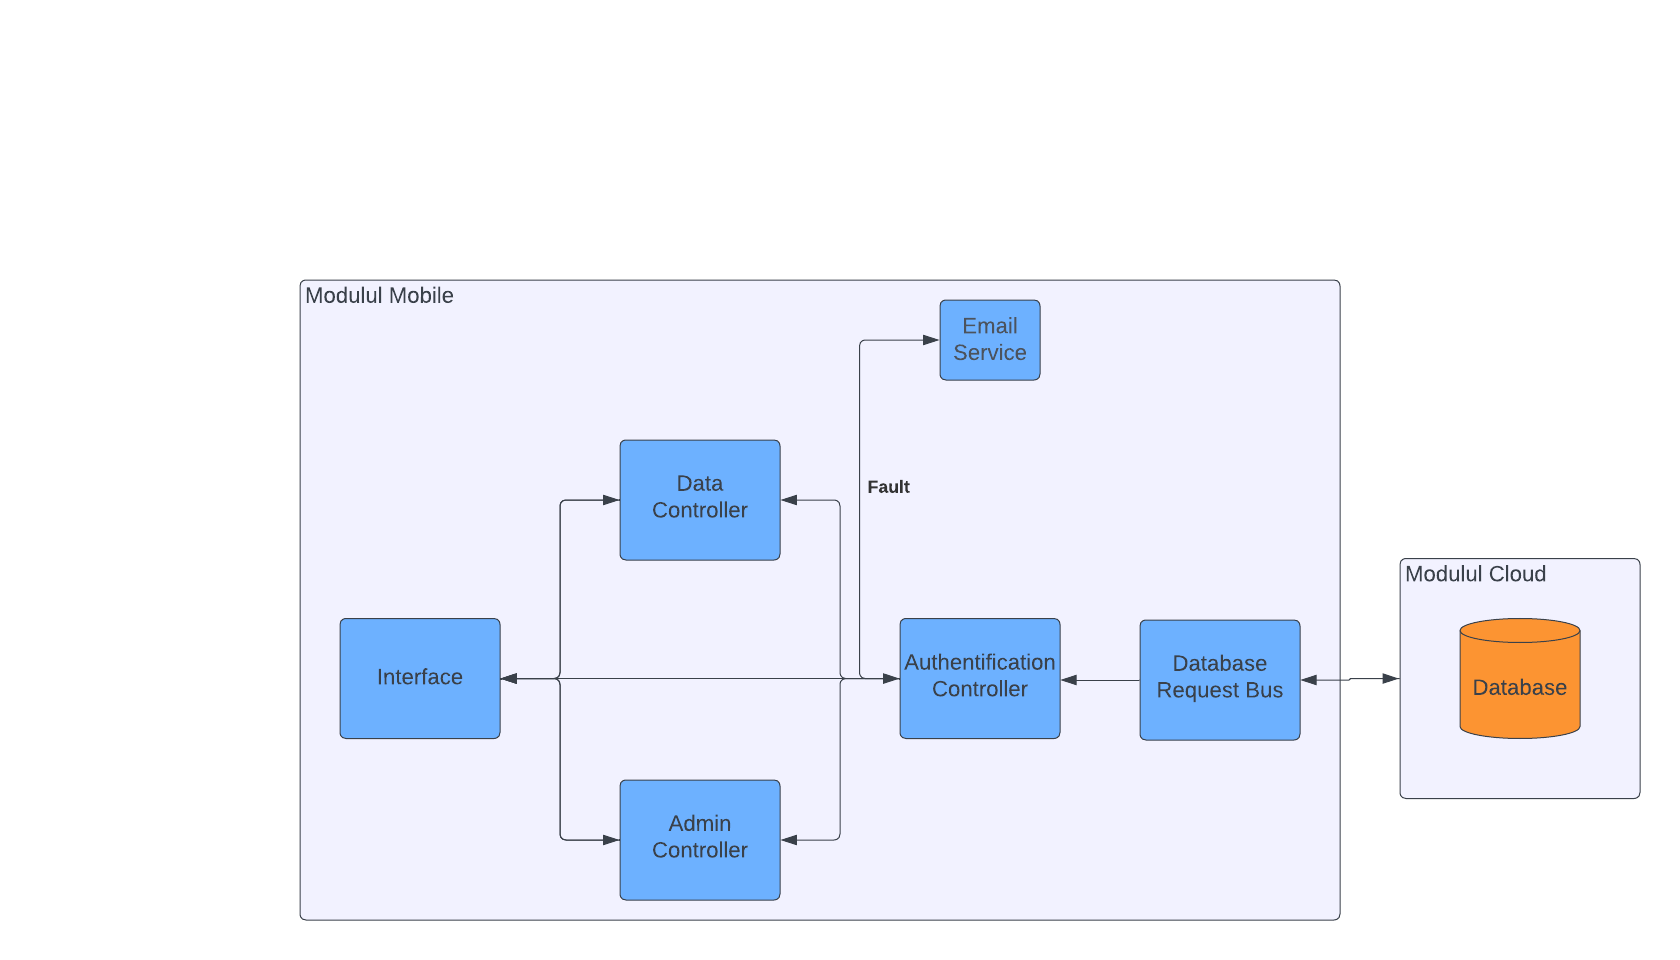 Modulul Mobile
Email
Service
Data
Controller
Fault
Interface
Authentification
Controller
Database
Request Bus
Modulul Cloud
Database
Admin
Controller